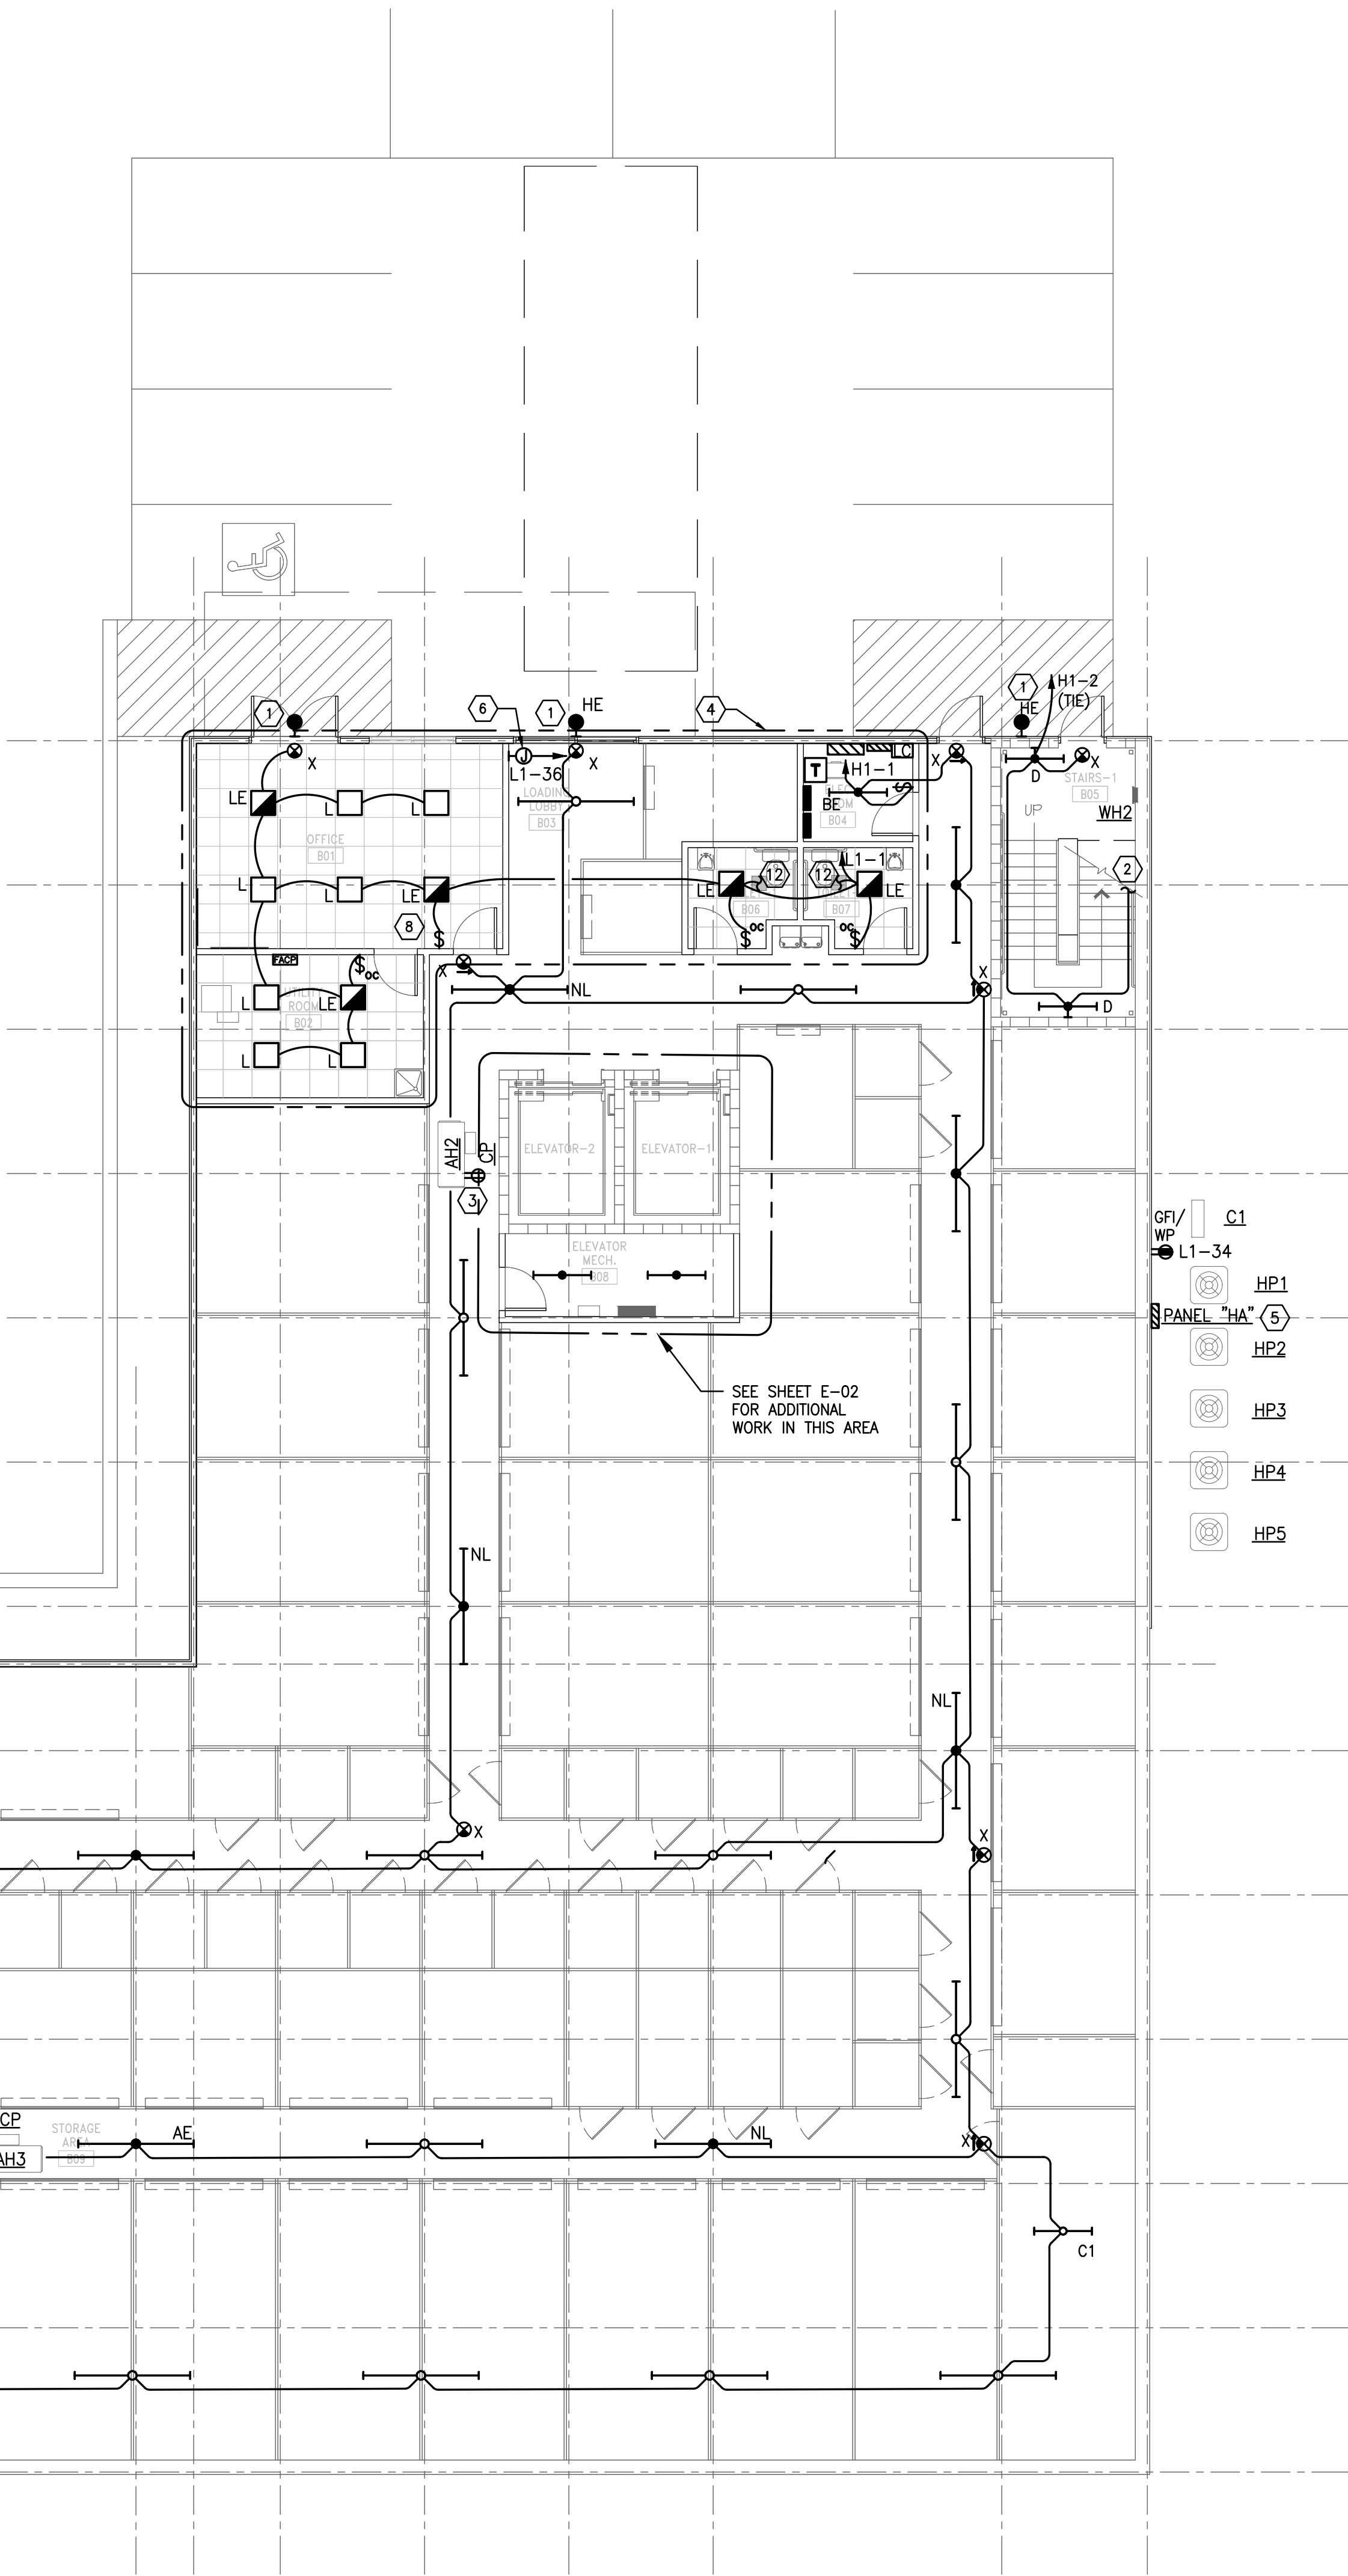 H1-2
(TIE)
1
HE
6
1
HE
4
1
HE
X
X
L1-36
J
LOADING
LOBBY
B03
T
H1-1
LC
X
D
X
STAIRS-1
B05
UP
WH2
LE
L
L
OFFICE
B01
BE
ELEC
ROOM
B04
$
L1-1
2
L
L
LE
LE
12
12
LE
B06
B07
8
$
$OC
OC$
FACP
$OC
X
X
L
UTILITY
ROOM
B02
LE
NL
D
L
L
AH2
CP
ELEVATOR-2
ELEVATOR-1
3
GFI/
WP
C1
L1-34
ELEVATOR
MECH.
B08
HP1
PANEL "HA"
5
HP2
SEE SHEET E-02
FOR ADDITIONAL
WORK IN THIS AREA
HP3
HP4
HP5
NL
NL
X
X
CP
STORAGE
AREA
B09
AE
NL
X
AH3
C1